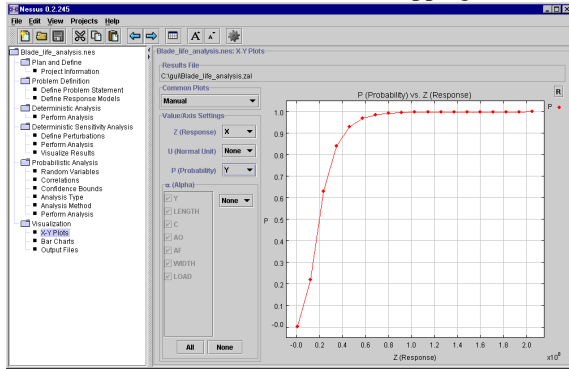 Nessus 0.2.245
File Edit View Projects Help
Blade_life_analysis.nes
Plan and Define
Project Information
Problem Definition
Define Problem Statement
Define Response Models
Deterministic Analysis
Perform Analysis
Deterministic Sensitivity Analysis
Define Perturbations
Perform Analysis
Visualize Results
Probabilistic Analysis
Random Variables
Correlations
Confidence Bounds
Analysis Type
Analysis Method
Perform Analysis
Visualization
X-Y Plots
Bar Charts
Output Files
Blade_life_analysis.nes: X-Y Plots
Results File
C:\gui\Blade_life_analysis.zal
Common Plots
Manual
Value/Axis Settings
Z (Response) X
U (Normal Unit) None
P (Probability) Y
α (Alpha)
Y
LENGTH
C
AO
AF
WIDTH
LOAD
None
All None
R
P (Probability) vs. Z (Response)
P
1.0
0.9
0.8
0.7
0.6
0.5
0.4
0.3
0.2
0.1
-0.0
P
-0.0 0.2 0.4 0.6 0.8 1.0 1.2 1.4 1.6 1.8 2.0
Z (Response)